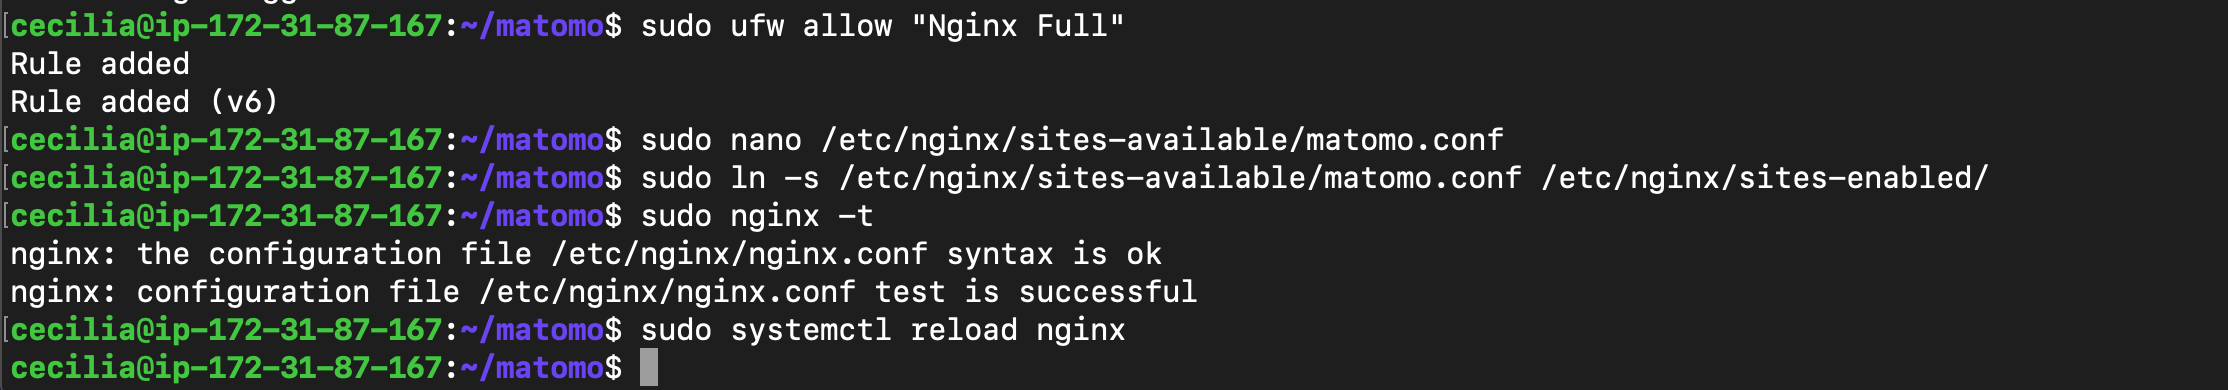 cecilia@ip-172-31-87-167:~/matomo$ sudo ufw allow "Nginx Full"
Rule added
Rule added (v6)
[cecilia@ip-172-31-87-167:~/matomo$ sudo nano /etc/nginx/sites-available/matomo.conf
[cecilia@ip-172-31-87-167:~/matomo$ sudo ln -s /etc/nginx/sites-available/matomo.conf /etc/nginx/sites-enabled/
[cecilia@ip-172-31-87-167:~/matomo$ sudo nginx -t
nginx: the configuration file /etc/nginx/nginx.conf syntax is ok
nginx: configuration file /etc/nginx/nginx.conf test is successful
[cecilia@ip-172-31-87-167:~/matomo$ sudo systemctl reload nginx
cecilia@ip-172-31-87-167:~/matomo$